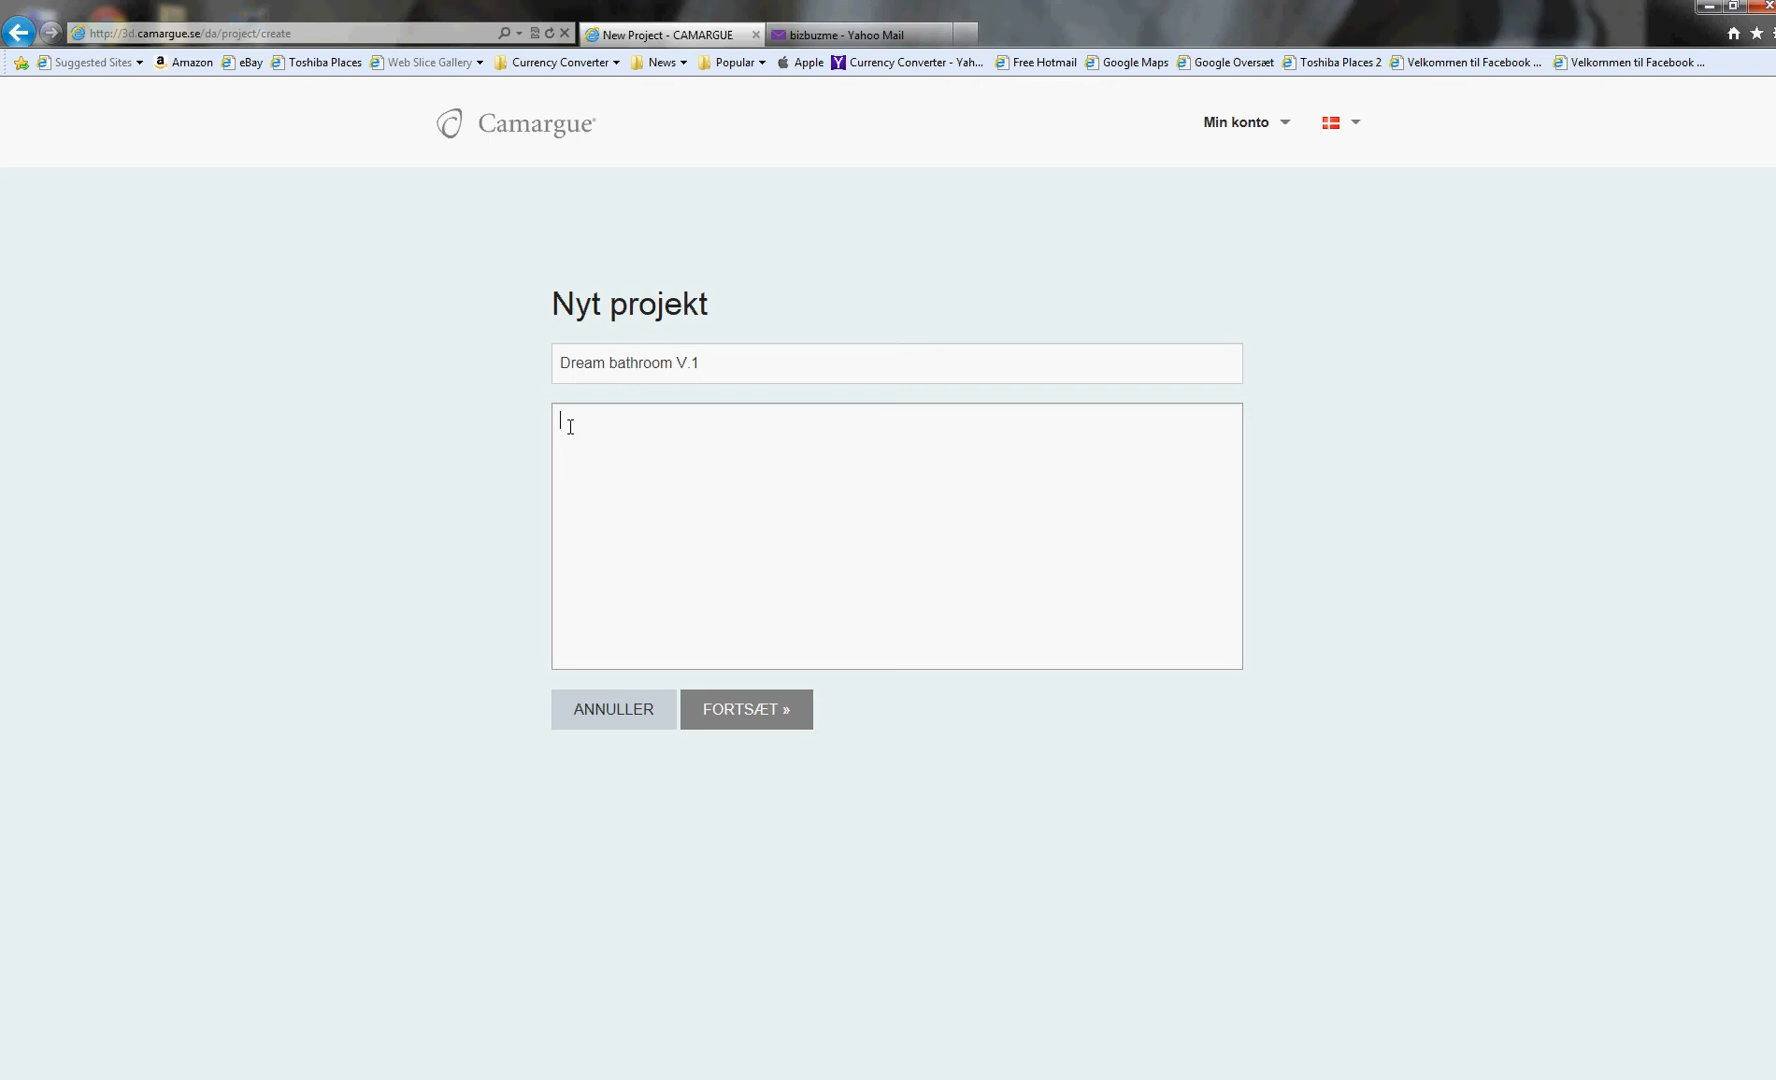 http://3d.camargue.se/da/project/create
New Project - CAMARGUE
bizbuzme - Yahoo Mail
Suggested Sites
Amazon
eBay
Toshiba Places
Web Slice Gallery
Currency Converter
News
Popular
Apple
Currency Converter - Yah...
Free Hotmail
Google Maps
Google Oversæt
Toshiba Places 2
Velkommen til Facebook ...
Velkommen til Facebook ...
Camargue®
Min konto
Nyt projekt
Dream bathroom V.1
ANNULLER
FORTSÆT »